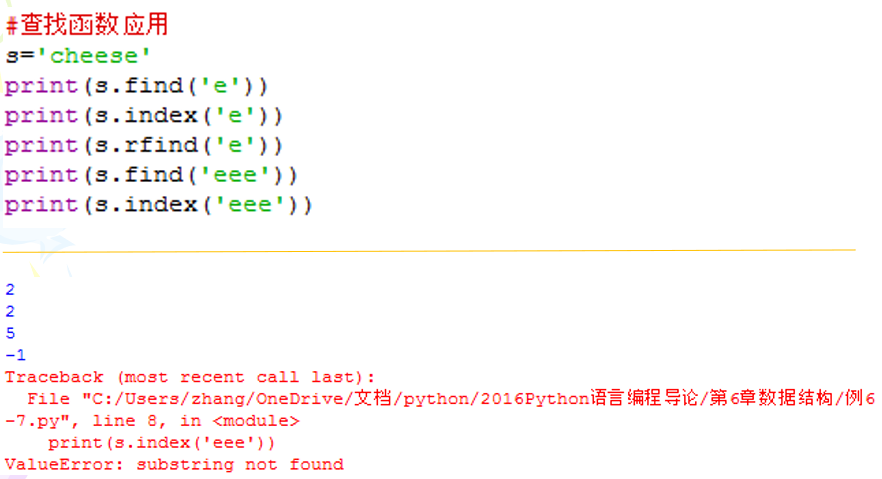 #查找函数应用
s='cheese'
print(s.find('e'))
print(s.index('e'))
print(s.rfind('e'))
print(s.find('eee'))
print(s.index('eee'))
2
2
5
-1
Traceback (most recent call last):
  File "C:/Users/zhang/OneDrive/文档/python/2016Python语言编程导论/第6章数据结构/例6
-7.py", line 8, in <module>
    print(s.index('eee'))
ValueError: substring not found